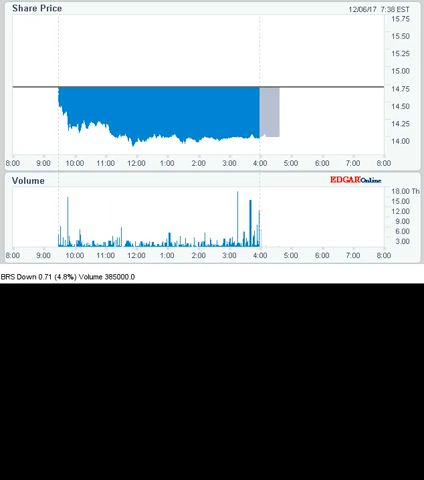 Share Price 12/06/17 7:38 EST
15.75
15.50
15.25
15.00
14.75
14.50
14.25
14.00
8:00 9:00 10:00 11:00 12:00 1:00 2:00 3:00 4:00 5:00 6:00 7:00 8:00
Volume EDGAROnline
18.00 Th
15.00
12.00
9.00
6.00
3.00
8:00 9:00 10:00 11:00 12:00 1:00 2:00 3:00 4:00 5:00 6:00 7:00 8:00
BRS Down 0.71 (4.8%) Volume 385000.0